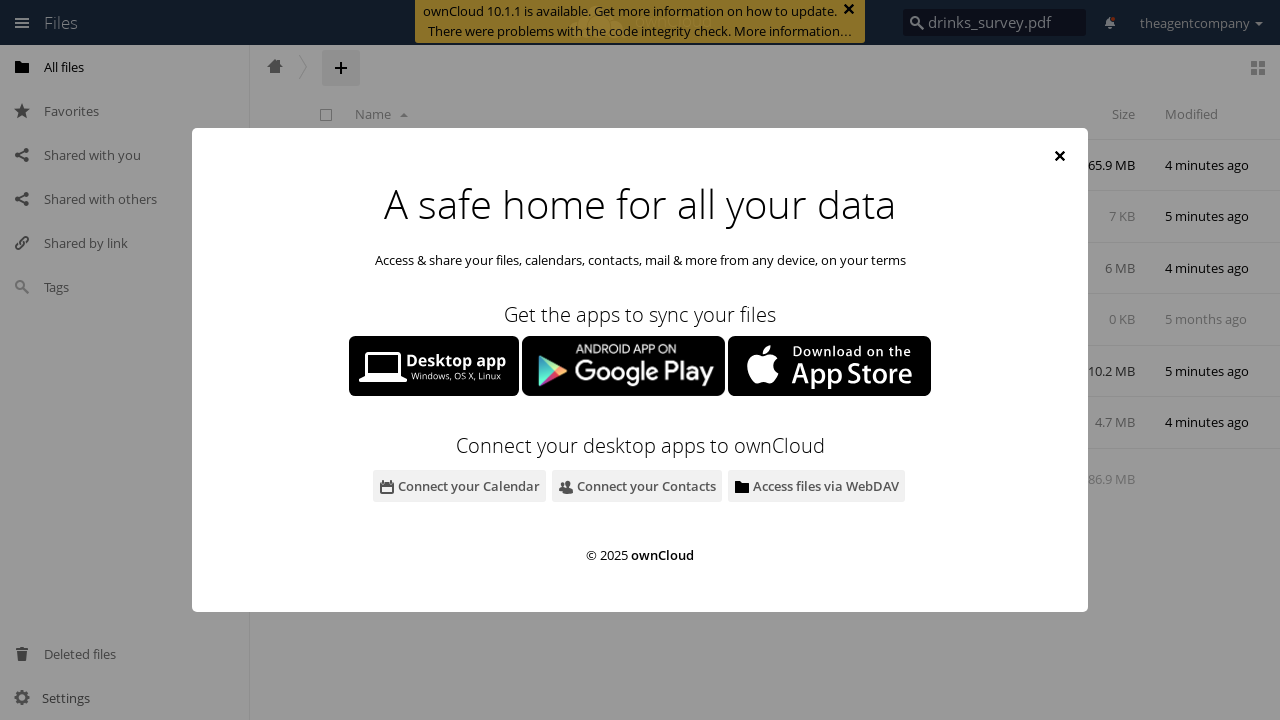 Files
ownCloud 10.1.1 is available. Get more information on how to update.
There were problems with the code integrity check. More information…
drinks_survey.pdf
theagentcompany
All files
Favorites
Shared with you
Shared with others
Shared by link
Tags
Deleted files
Settings
Name
Size
Modified
65.9 MB
4 minutes ago
7 KB
5 minutes ago
6 MB
4 minutes ago
0 KB
5 months ago
10.2 MB
5 minutes ago
4.7 MB
4 minutes ago
86.9 MB
A safe home for all your data
Access & share your files, calendars, contacts, mail & more from any device, on your terms
Get the apps to sync your files
Desktop app
Windows, OS X, Linux
ANDROID APP ON
Google Play
Download on the
App Store
Connect your desktop apps to ownCloud
Connect your Calendar
Connect your Contacts
Access files via WebDAV
© 2025 ownCloud